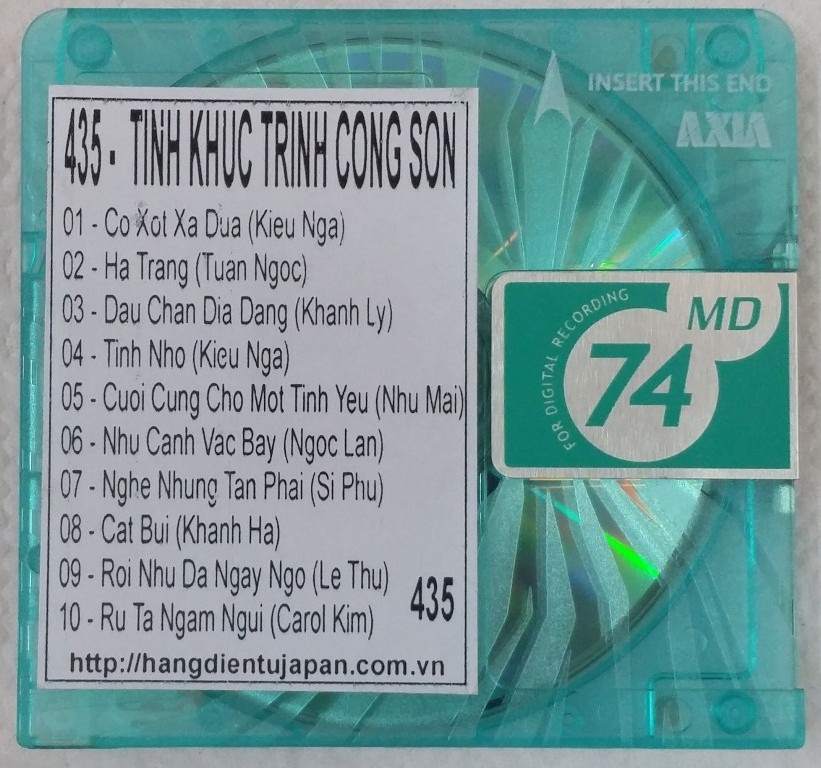 435 - TINH KHUC TRINH CONG SON
01 - Co Xot Xa Dua (Kieu Nga)
02 - Ha Trang (Tuan Ngoc)
03 - Dau Chan Dia Dang (Khanh Ly)
04 - Tinh Nho (Kieu Nga)
05 - Cuoi Cung Cho Mot Tinh Yeu (Nhu Mai)
06 - Nhu Canh Vac Bay (Ngoc Lan)
07 - Nghe Nhung Tan Phai (Si Phu)
08 - Cat Bui (Khanh Ha)
09 - Roi Nhu Da Ngay Ngo (Le Thu)
10 - Ru Ta Ngam Ngui (Carol Kim)
435
http://hangdientujapan.com.vn
INSERT THIS END
AXIA
MD
74
FOR DIGITAL RECORDING